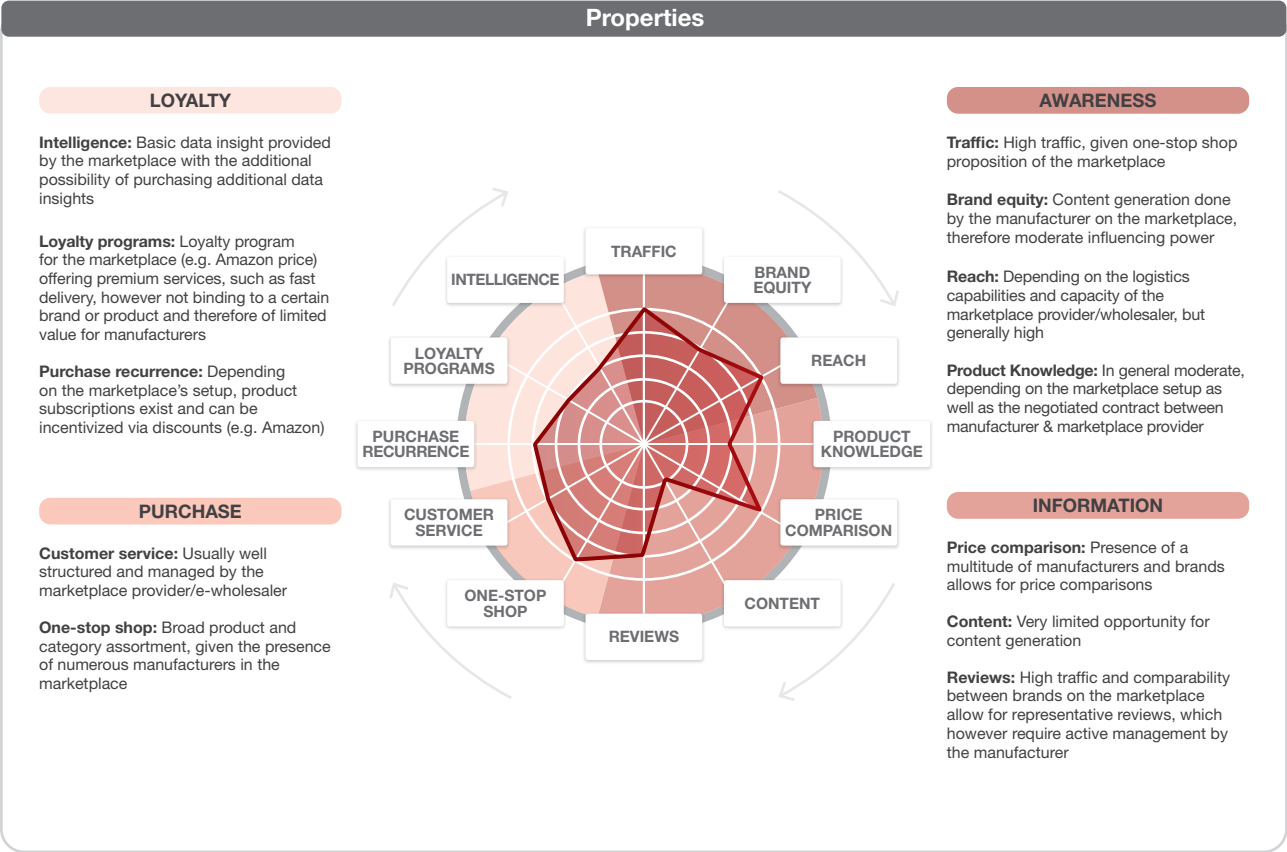 Properties
LOYALTY
Intelligence: Basic data insight provided
by the marketplace with the additional
possibility of purchasing additional data
insights
Loyalty programs: Loyalty program
for the marketplace (e.g. Amazon price)
offering premium services, such as fast
delivery, however not binding to a certain
brand or product and therefore of limited
value for manufacturers
Purchase recurrence: Depending
on the marketplace’s setup, product
subscriptions exist and can be
incentivized via discounts (e.g. Amazon)
PURCHASE
Customer service: Usually well
structured and managed by the
marketplace provider/e-wholesaler
One-stop shop: Broad product and
category assortment, given the presence
of numerous manufacturers in the
marketplace
TRAFFIC
BRAND
EQUITY
REACH
PRODUCT
KNOWLEDGE
PRICE
COMPARISON
CONTENT
REVIEWS
ONE-STOP
SHOP
CUSTOMER
SERVICE
PURCHASE
RECURRENCE
LOYALTY
PROGRAMS
INTELLIGENCE
AWARENESS
Traffic: High traffic, given one-stop shop
proposition of the marketplace
Brand equity: Content generation done
by the manufacturer on the marketplace,
therefore moderate influencing power
Reach: Depending on the logistics
capabilities and capacity of the
marketplace provider/wholesaler, but
generally high
Product Knowledge: In general moderate,
depending on the marketplace setup as
well as the negotiated contract between
manufacturer & marketplace provider
INFORMATION
Price comparison: Presence of a
multitude of manufacturers and brands
allows for price comparisons
Content: Very limited opportunity for
content generation
Reviews: High traffic and comparability
between brands on the marketplace
allow for representative reviews, which
however require active management by
the manufacturer